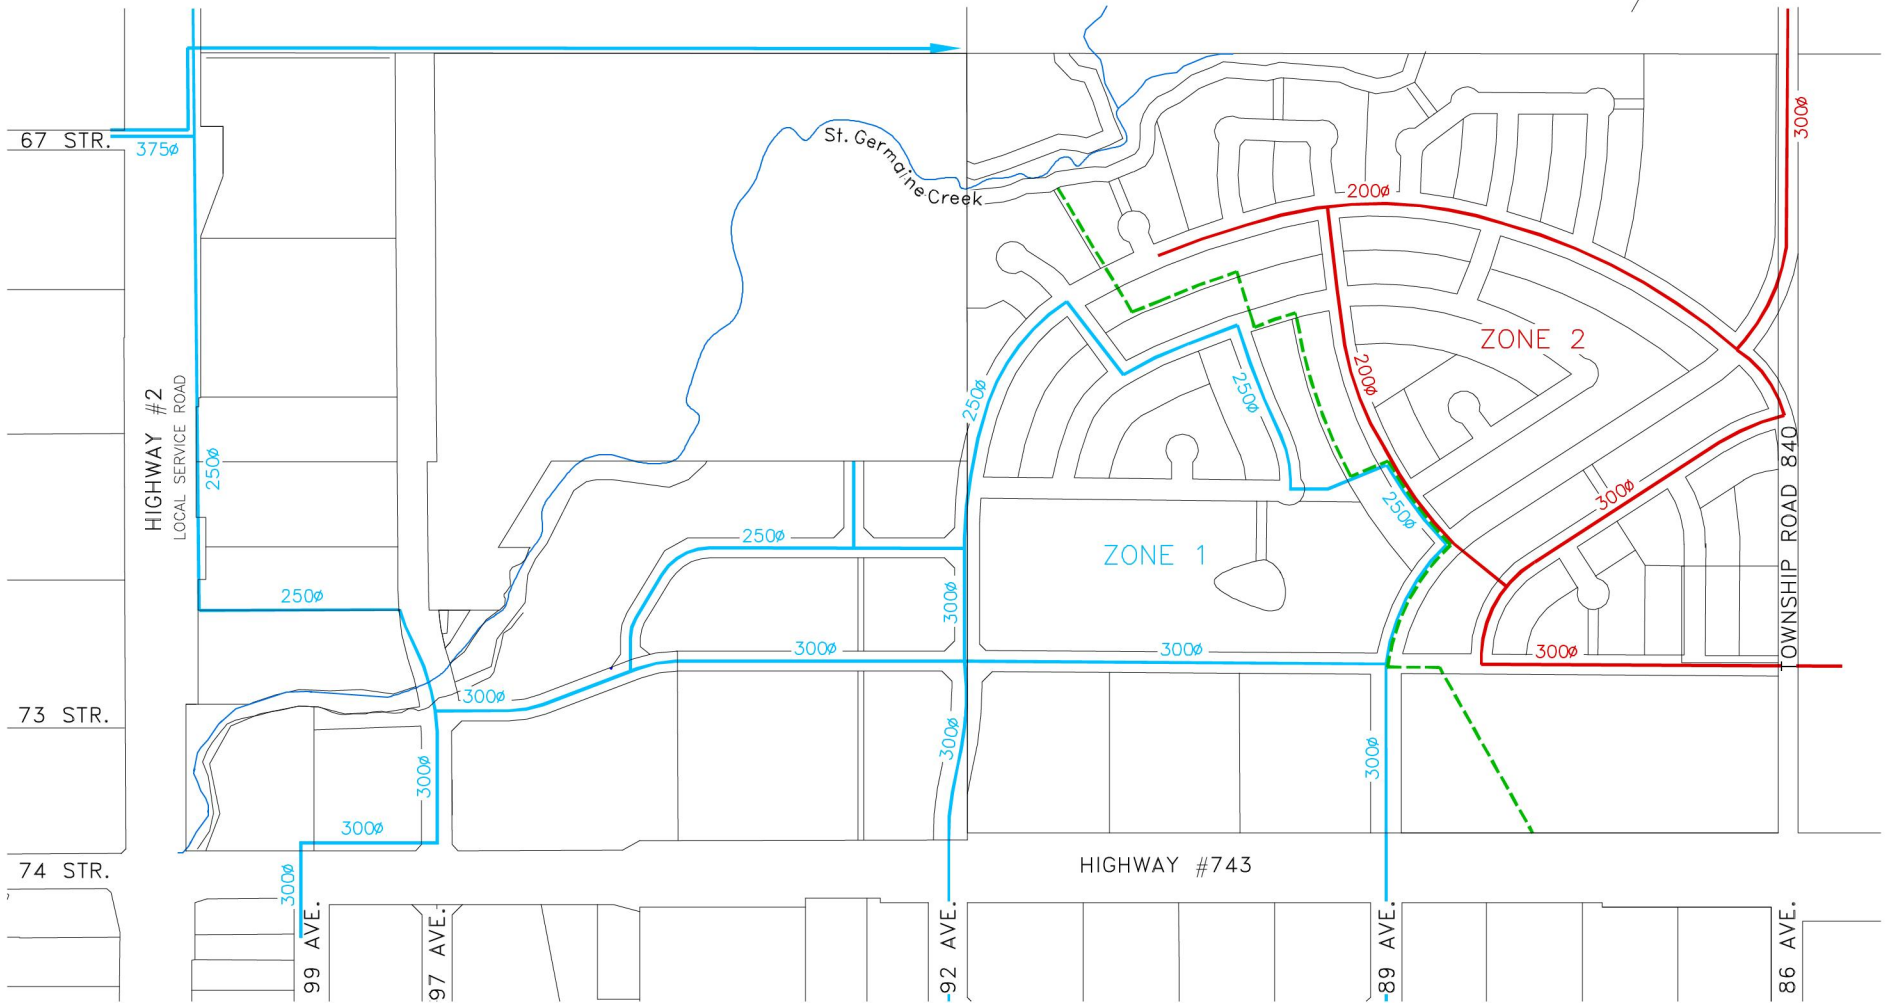 67 STR.
375ø
St. Germaine Creek
300ø
200ø
ZONE 2
HIGHWAY #2
LOCAL SERVICE ROAD
250ø
250ø
250ø
200ø
250ø
300ø
TOWNSHIP ROAD 840
250ø
ZONE 1
250ø
300ø
300ø
300ø
300ø
300ø
73 STR.
300ø
300ø
300ø
300ø
HIGHWAY #743
74 STR.
300ø
99 AVE.
97 AVE.
92 AVE.
89 AVE.
86 AVE.